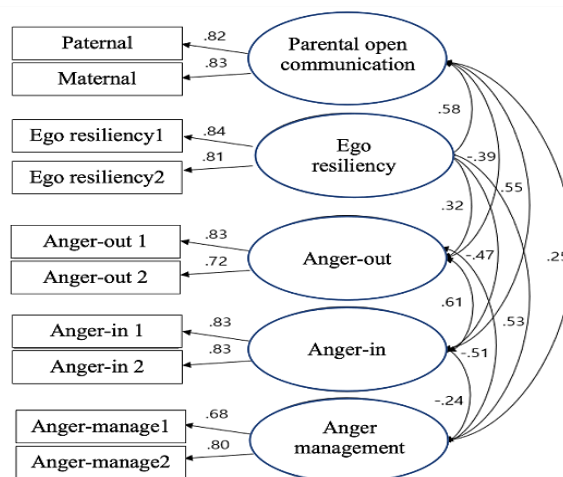 Paternal
.82
Parental open
communication
Maternal
.83
.58
Ego resiliency1
.84
Ego
resiliency
-.39
Ego resiliency2
.81
.55
.32
Anger-out 1
.83
Anger-out
-.47
.25
Anger-out 2
.72
.61
.53
Anger-in 1
.83
Anger-in
-.51
Anger-in 2
.83
-.24
Anger-manage1
.68
Anger
management
Anger-manage2
.80